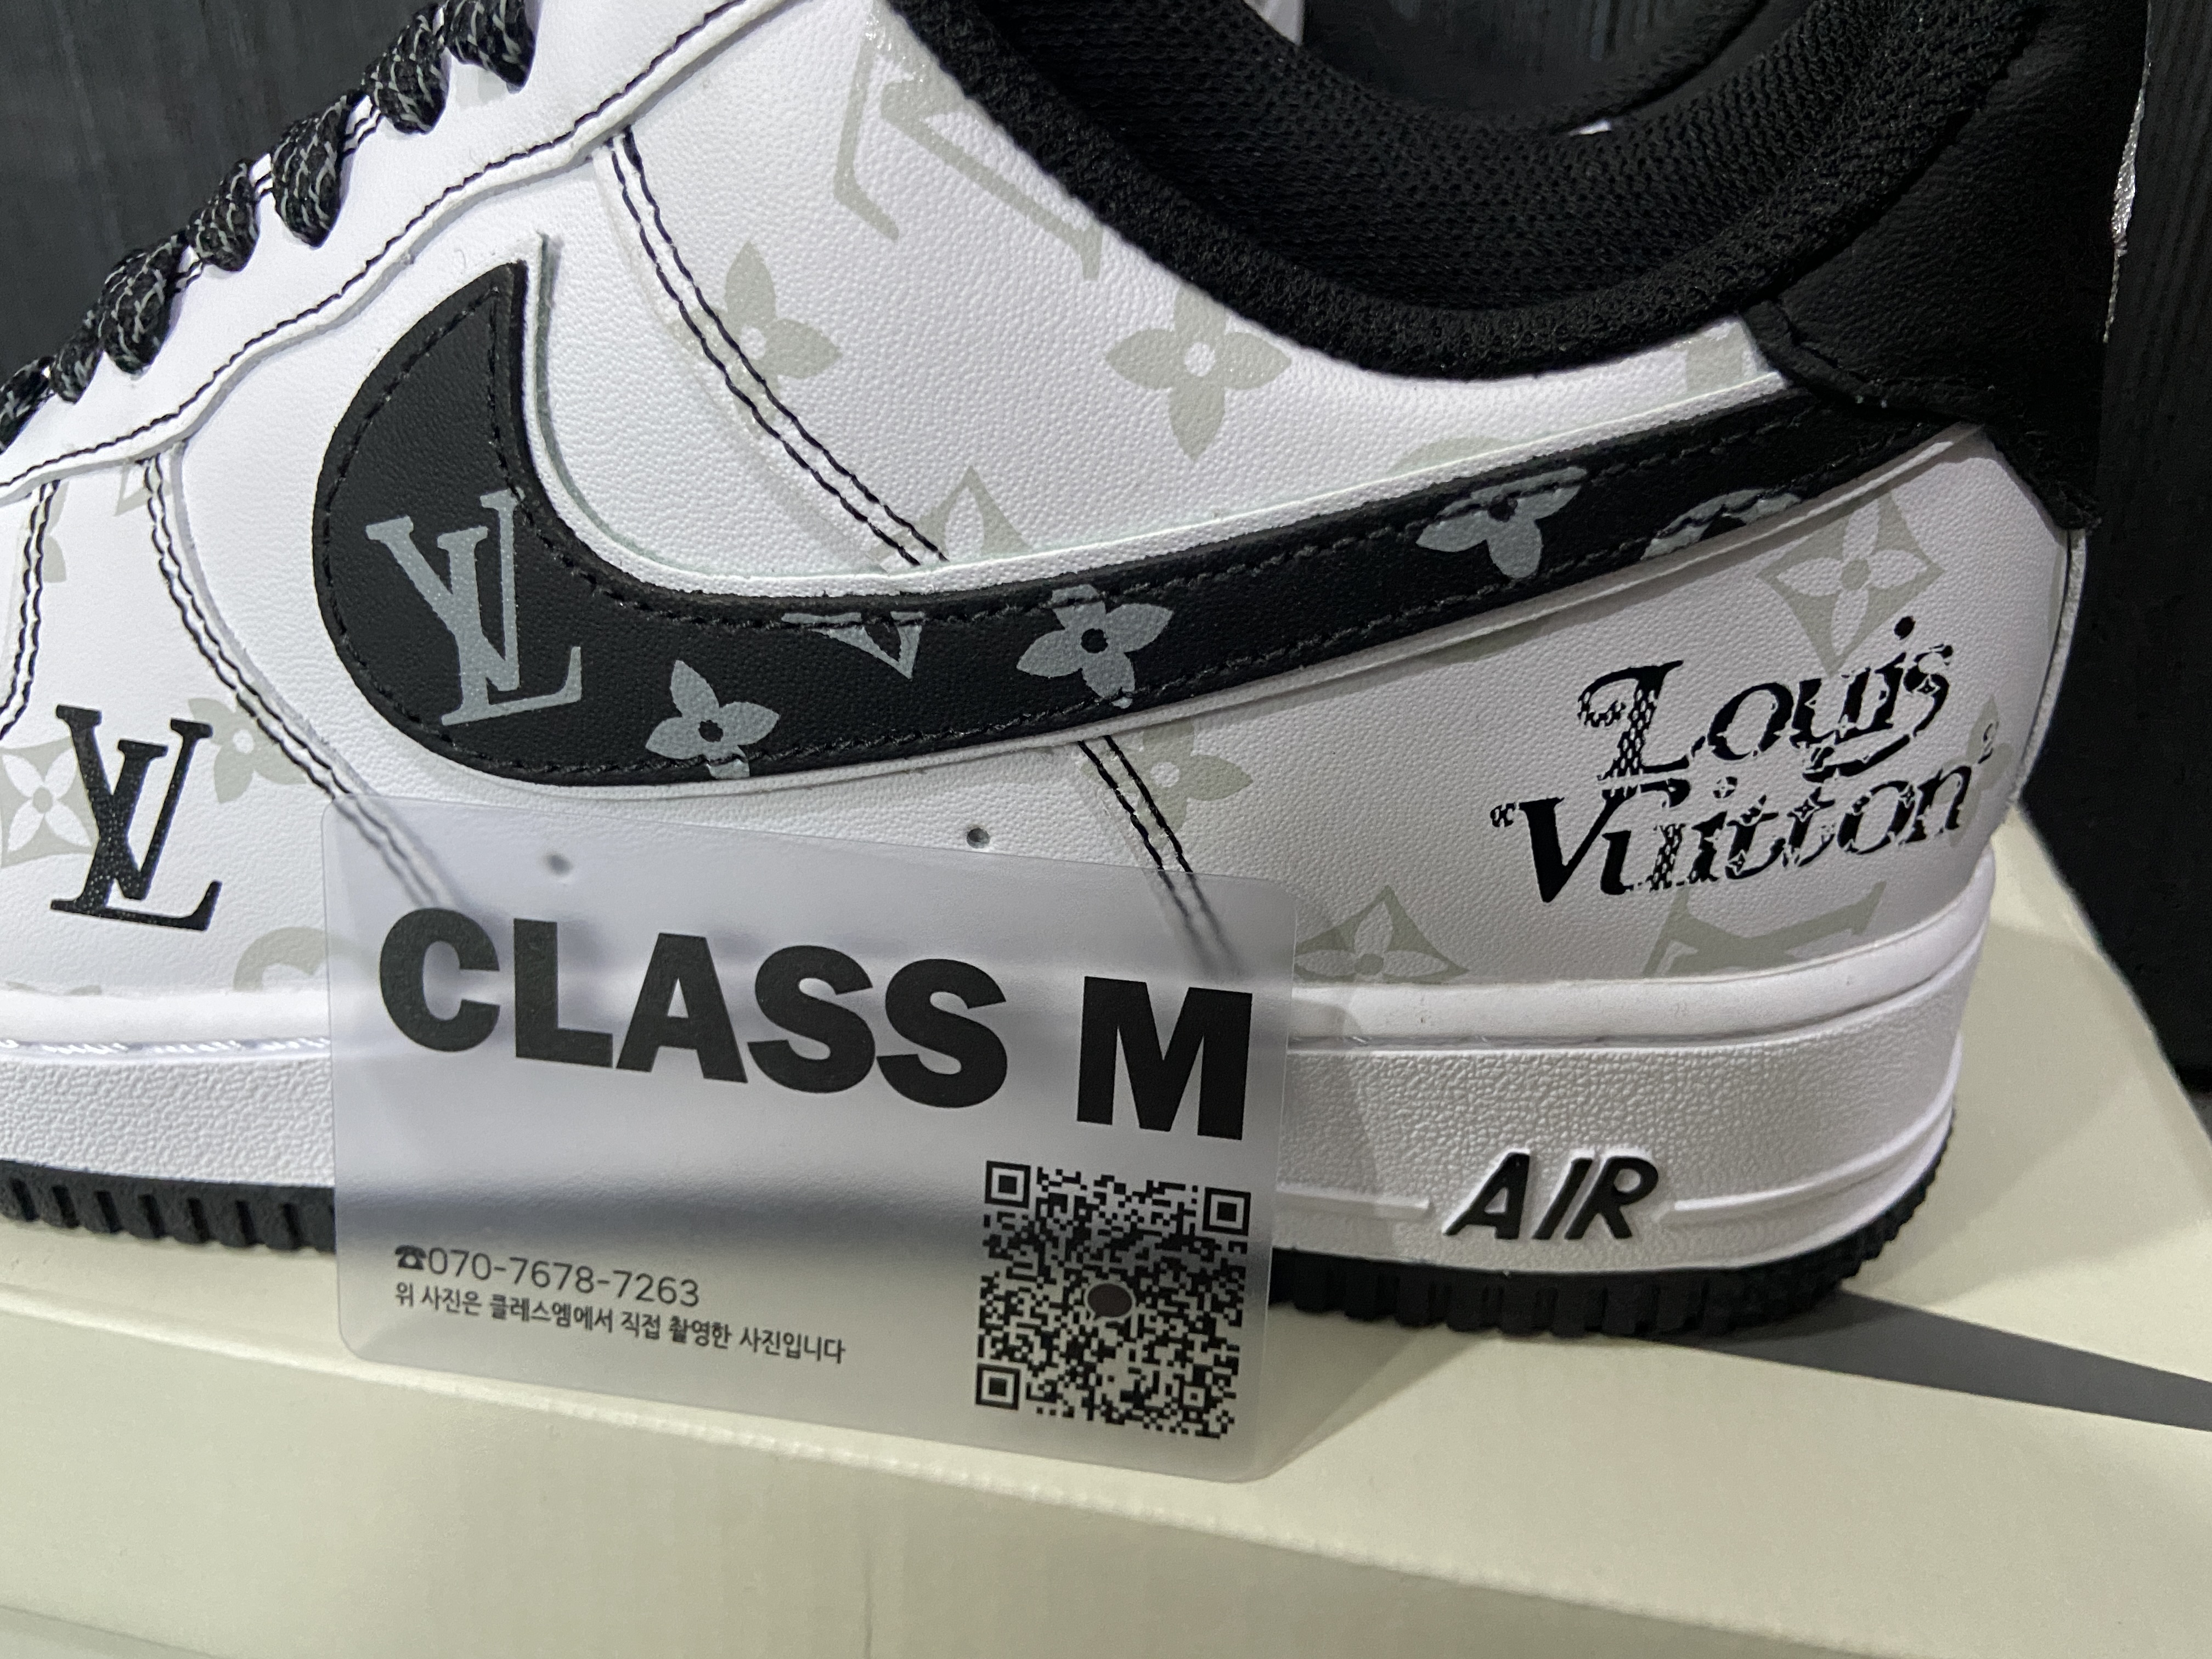 LV
LV
Louis
Vuitton
CLASS M
☎070-7678-7263
위 사진은 클레스엠에서 직접 촬영한 사진입니다
AIR